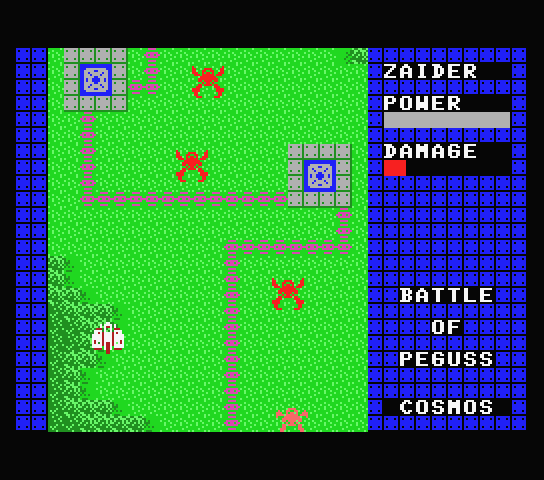 ZAIDER
POWER
DAMAGE
BATTLE
OF
PEGUSS
COSMOS